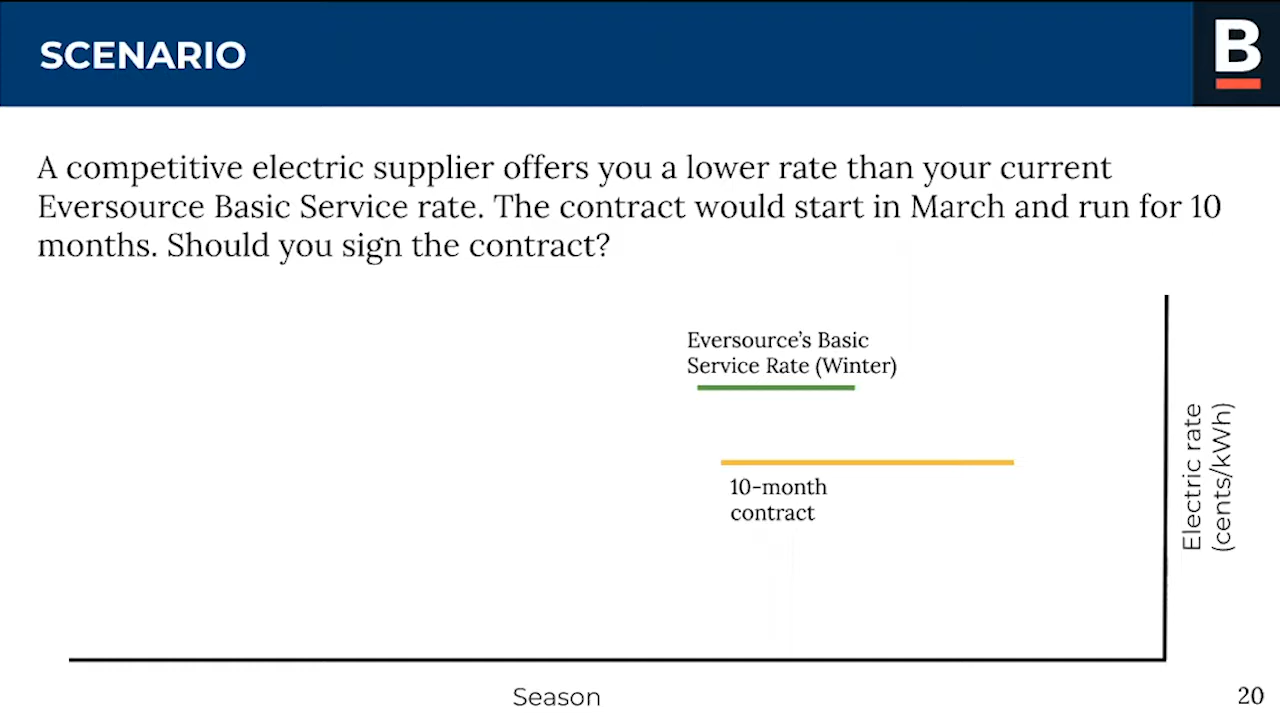 SCENARIO
B
A competitive electric supplier offers you a lower rate than your current
Eversource Basic Service rate. The contract would start in March and run for 10
months. Should you sign the contract?
Eversource’s Basic
Service Rate (Winter)
10-month
contract
Electric rate
(cents/kWh)
Season
20